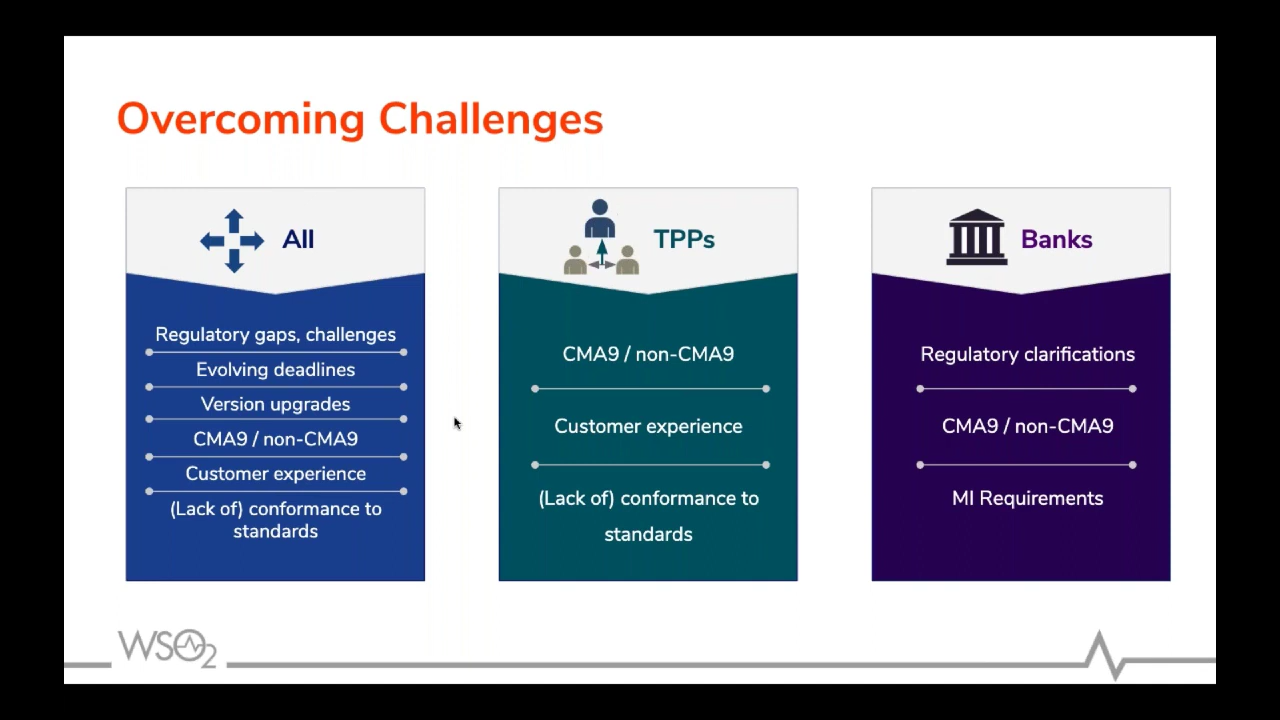 Overcoming Challenges
All
Regulatory gaps, challenges
Evolving deadlines
Version upgrades
CMA9 / non-CMA9
Customer experience
(Lack of) conformance to
standards
TPPs
CMA9 / non-CMA9
Customer experience
(Lack of) conformance to
standards
Banks
Regulatory clarifications
CMA9 / non-CMA9
MI Requirements
WSO2